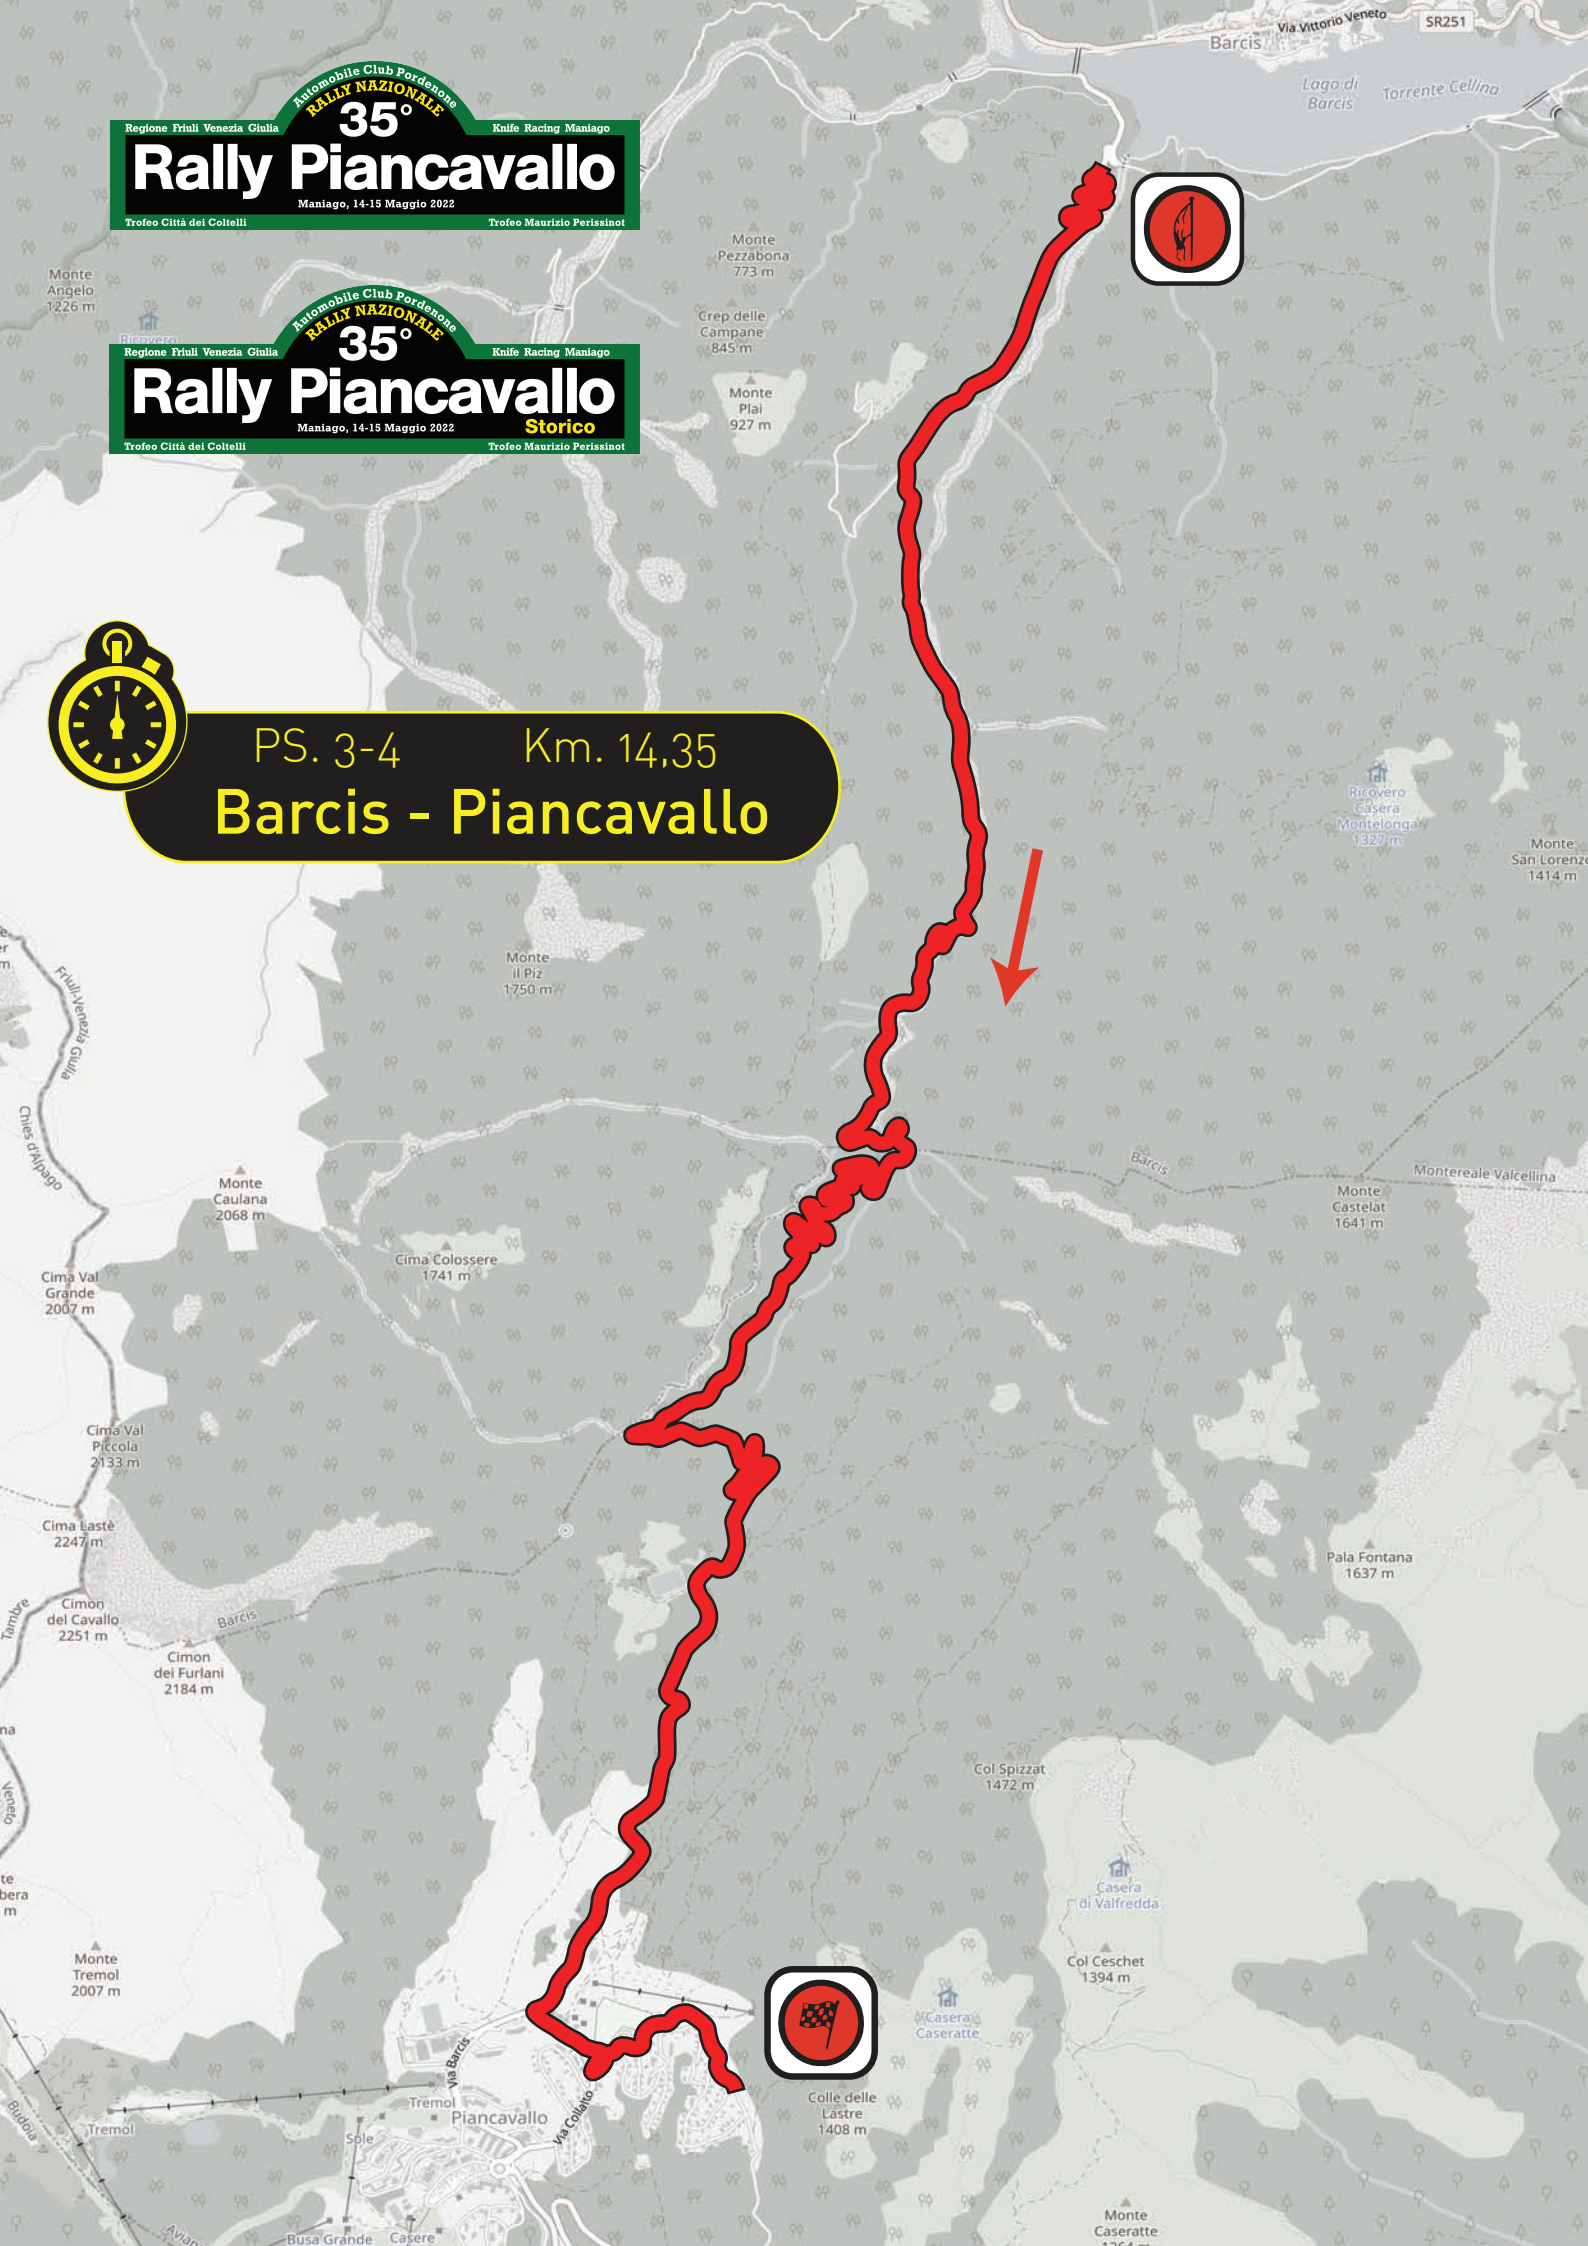 Via Vittorio Veneto
SR251
Barcis
Lago di
Barcis
Torrente Cellina
Automobile Club Pordenone
RALLY NAZIONALE
35°
Regione Friuli Venezia Giulia
Knife Racing Maniago
Rally Piancavallo
Maniago, 14-15 Maggio 2022
Trofeo Città dei Coltelli
Trofeo Maurizio Perissinot
Monte
Pezzabona
773 m
Monte
Angelo
1226 m
Ricovero
Automobile Club Pordenone
RALLY NAZIONALE
35°
Regione Friuli Venezia Giulia
Knife Racing Maniago
Rally Piancavallo
Storico
Maniago, 14-15 Maggio 2022
Trofeo Città dei Coltelli
Trofeo Maurizio Perissinot
Crep delle
Campane
845 m
Monte
Plai
927 m
PS. 3-4
Km. 14,35
Barcis - Piancavallo
Ricovero
Casera
Montelonga
1327 m
Monte
San Lorenzo
1414 m
Monte
il Piz
1750 m
Friuli-Venezia Giulia
Chies d'Alpago
Barcis
Montereale Valcellina
Monte
Castelat
1641 m
Monte
Caulana
2068 m
Cima Colossere
1741 m
Cima Val
Grande
2007 m
Cima Val
Piccola
2133 m
Cima Lastè
2247 m
Pala Fontana
1637 m
Cimon
del Cavallo
2251 m
Tambre
Barcis
Cimon
dei Furlani
2184 m
Veneto
Col Spizzat
1472 m
Casera
di Valfredda
Col Ceschet
1394 m
Monte
Tremol
2007 m
Casera
Caseratte
Via Barcis
Colle delle
Lastre
1408 m
Tremol
Piancavallo
Via Collalto
Tremol
Sole
Budoia
Busa Grande
Casere
Monte
Caseratte